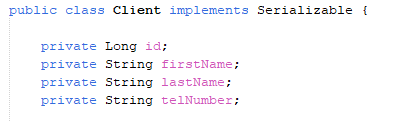 public class Client implements Serializable {
private Long id;
private String firstName;
private String lastName;
private String telNumber;